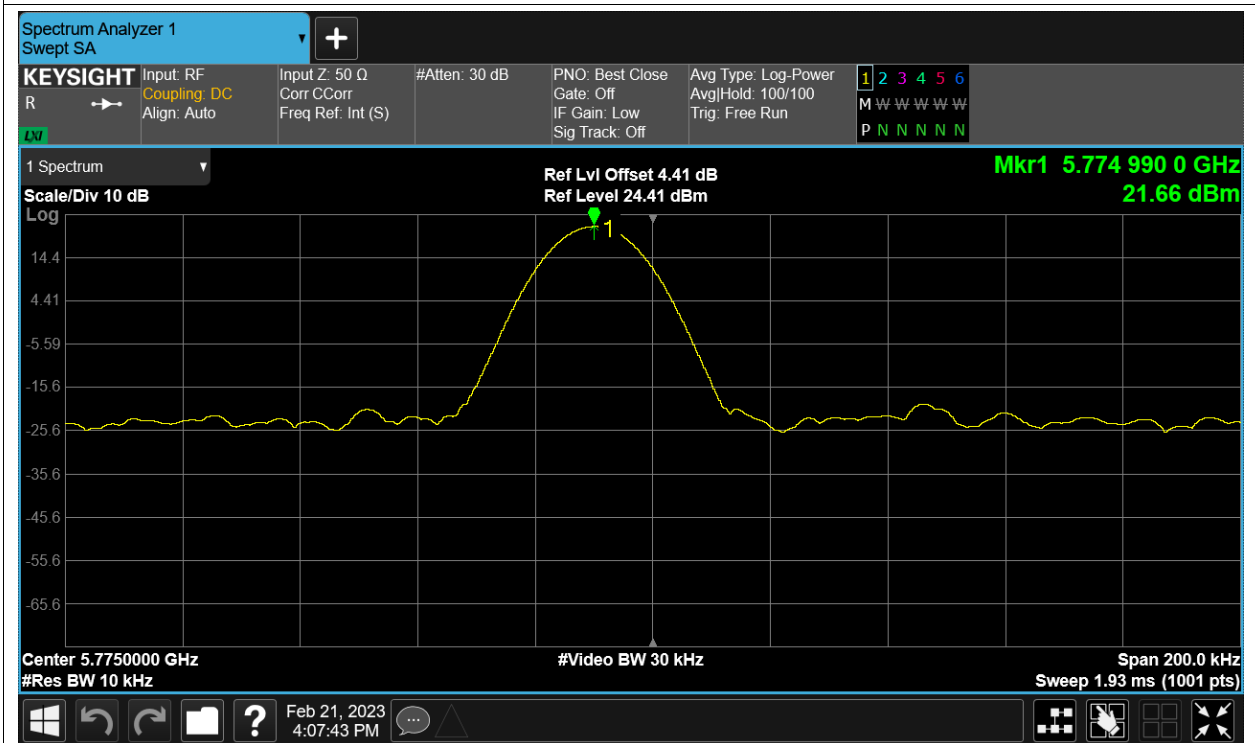 Spectrum Analyzer 1
Swept SA
KEYSIGHT
R
LXI
Input: RF
Coupling: DC
Align: Auto
Input Z: 50 Ω
Corr CCorr
Freq Ref: Int (S)
#Atten: 30 dB
PNO: Best Close
Gate: Off
IF Gain: Low
Sig Track: Off
Avg Type: Log-Power
Avg|Hold: 100/100
Trig: Free Run
1 2 3 4 5 6
M W W W W W
P N N N N N
1 Spectrum
Scale/Div 10 dB
Log
Ref Lvl Offset 4.41 dB
Ref Level 24.41 dBm
Mkr1 5.774 990 0 GHz
21.66 dBm
1
14.4
4.41
-5.59
-15.6
-25.6
-35.6
-45.6
-55.6
-65.6
Center 5.7750000 GHz
#Video BW 30 kHz
Span 200.0 kHz
#Res BW 10 kHz
Sweep 1.93 ms (1001 pts)
?
Feb 21, 2023
4:07:43 PM